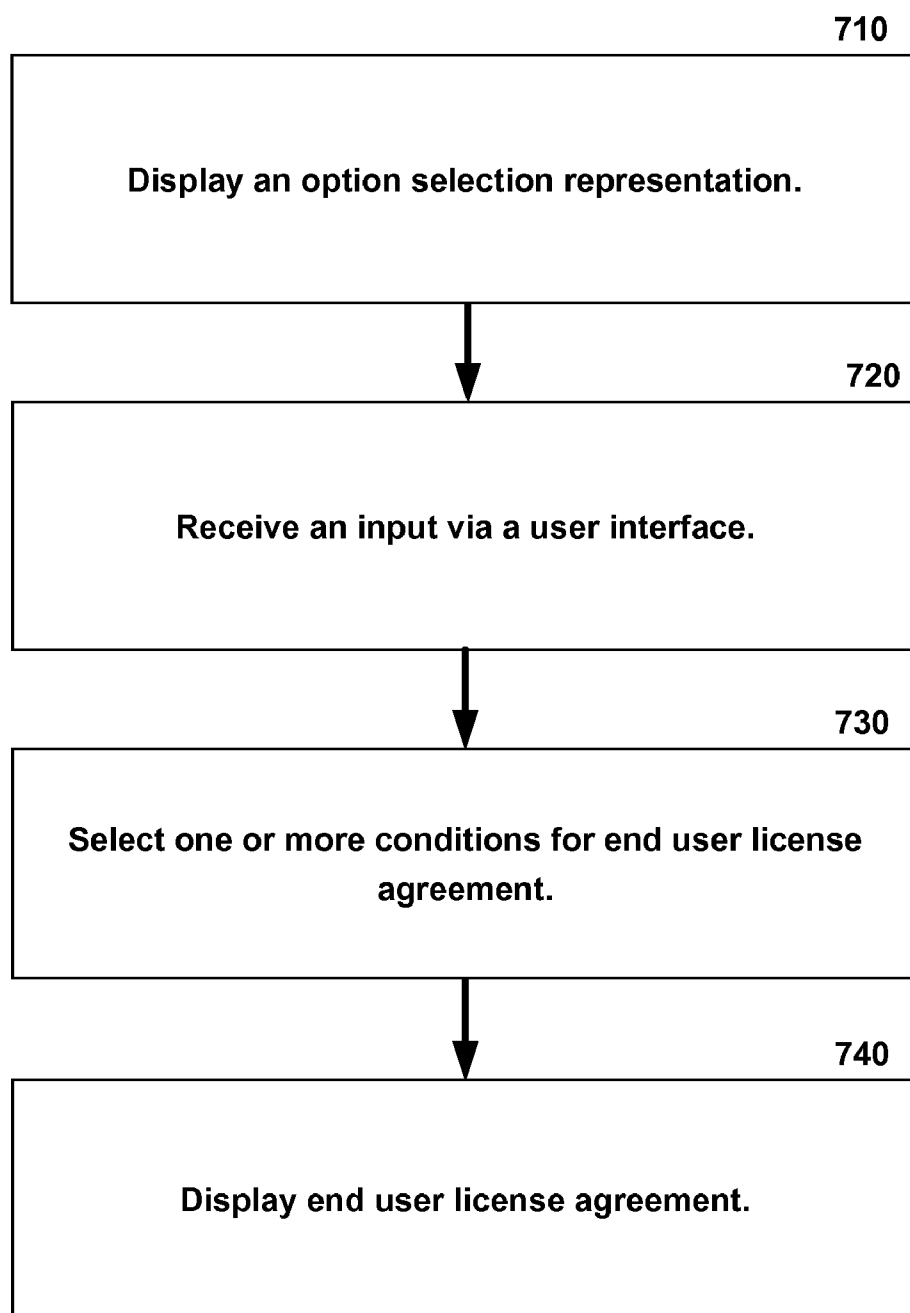 710
Display an option selection representation.
720
Receive an input via a user interface.
730
Select one or more conditions for end user license
agreement.
740
Display end user license agreement.